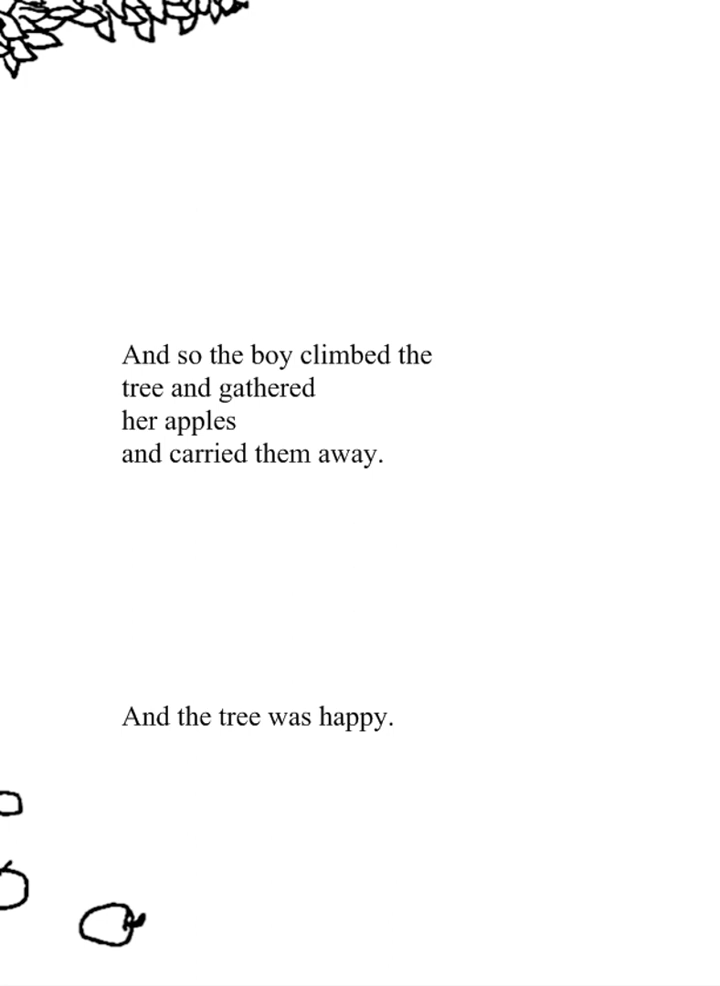 And so the boy climbed the
tree and gathered
her apples
and carried them away.
And the tree was happy.